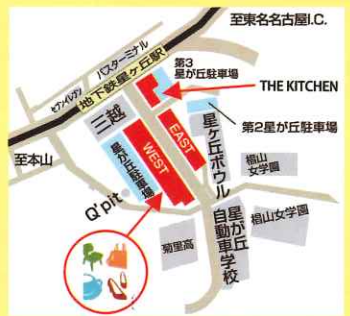 至東名名古屋I.C.
バスターミナル
セブンイレブン
地下鉄星ヶ丘駅
第3
星が丘駐車場
THE KITCHEN
三越
第2星が丘駐車場
EAST
WEST
星が丘駐車場
至本山
星ヶ丘ボウル
椙山
女学園
Q'pit
菊里高
星が丘
自動車学校
椙山女学園